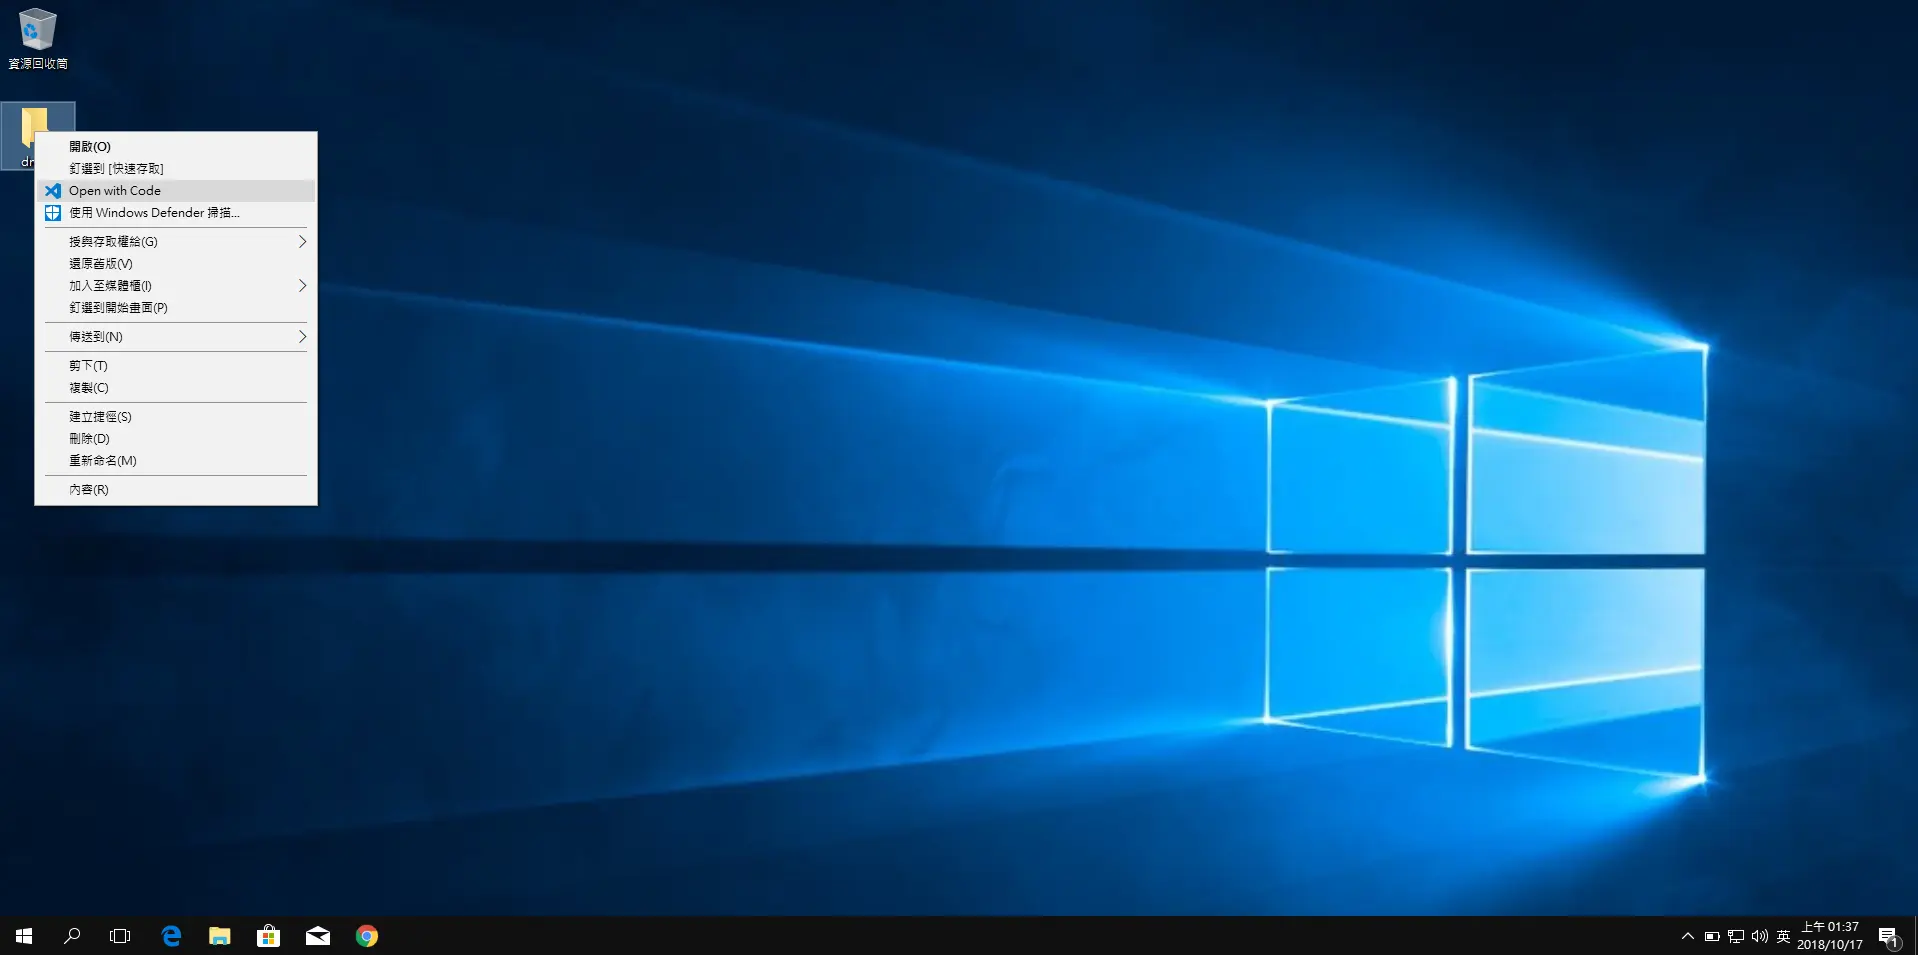 資源回收筒
開啟(O)
釘選到 [快速存取]
Open with Code
使用 Windows Defender 掃描...
授與存取權給(G)
還原舊版(V)
加入至媒體櫃(I)
釘選到開始畫面(P)
傳送到(N)
剪下(T)
複製(C)
建立捷徑(S)
刪除(D)
重新命名(M)
內容(R)
英
上午 01:37
2018/10/17
1